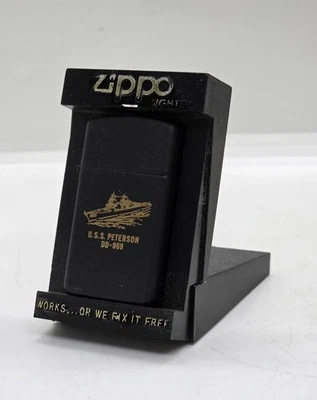 Zippo
LIGHTER
U.S.S. PETERSON
DD-969
WORKS...OR WE FIX IT FREE